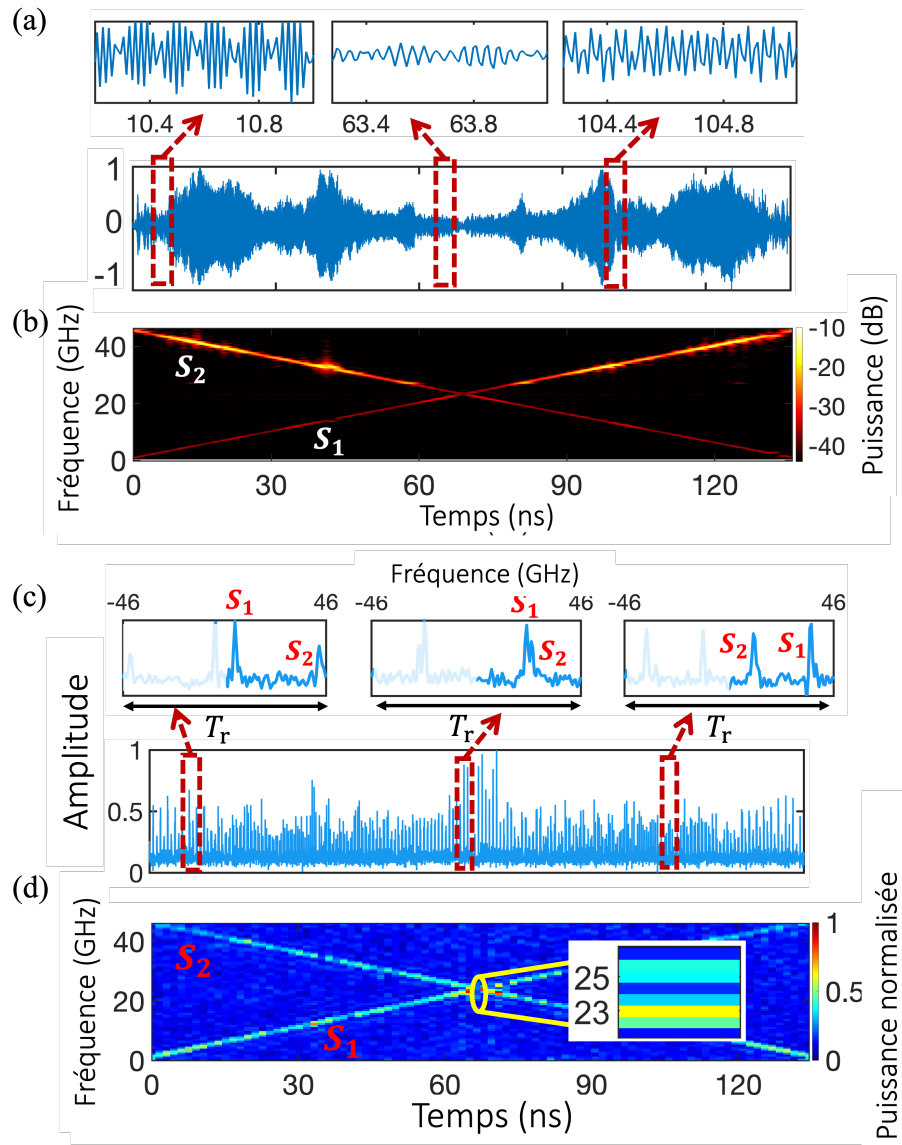 (a)
10.4 10.8 63.4 63.8 104.4 104.8
1
0
-1
(b)
Fréquence (GHz)
40
20
0
S2
S1
0 30 60 90 120
Temps (ns)
-10
-20
-30
-40
Puissance (dB)
(c)
Fréquence (GHz)
-46 46 -46 46 -46 46
S1 S2 S1 S2 S2 S1
Tr Tr Tr
Amplitude
1
0.5
0
(d)
Fréquence (GHz)
40
20
0
S2
S1
25
23
0 30 60 90 120
Temps (ns)
1
0.5
0
Puissance normalisée